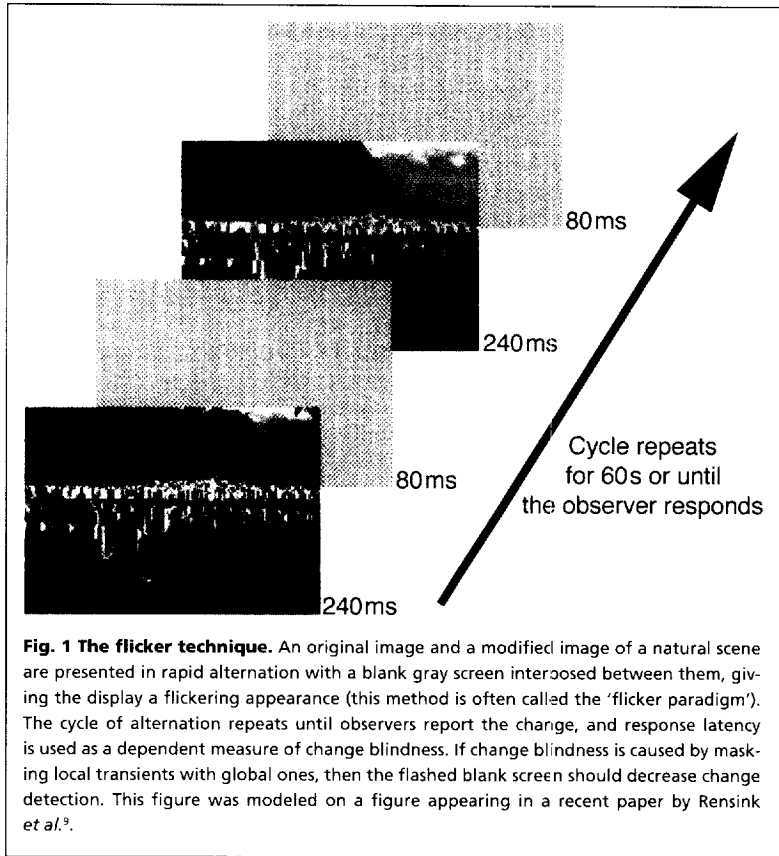 80ms
240ms
80ms
240ms
Cycle repeats
for 60s or until
the observer responds
Fig. 1 The flicker technique. An original image and a modified image of a natural scene
are presented in rapid alternation with a blank gray screen interposed between them, giv-
ing the display a flickering appearance (this method is often called the 'flicker paradigm').
The cycle of alternation repeats until observers report the change, and response latency
is used as a dependent measure of change blindness. If change blindness is caused by mask-
ing local transients with global ones, then the flashed blank screen should decrease change
detection. This figure was modeled on a figure appearing in a recent paper by Rensink
et al.⁹.